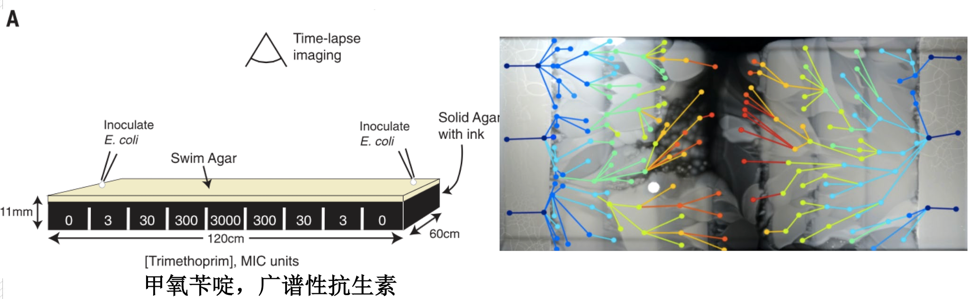 A
Time-lapse
imaging
Inoculate
E. coli
Inoculate
E. coli
Solid Agar
with ink
Swim Agar
11mm
0 3 30 300 3000 300 30 3 0
120cm
60cm
[Trimethoprim], MIC units
甲氧苄啶，广谱性抗生素